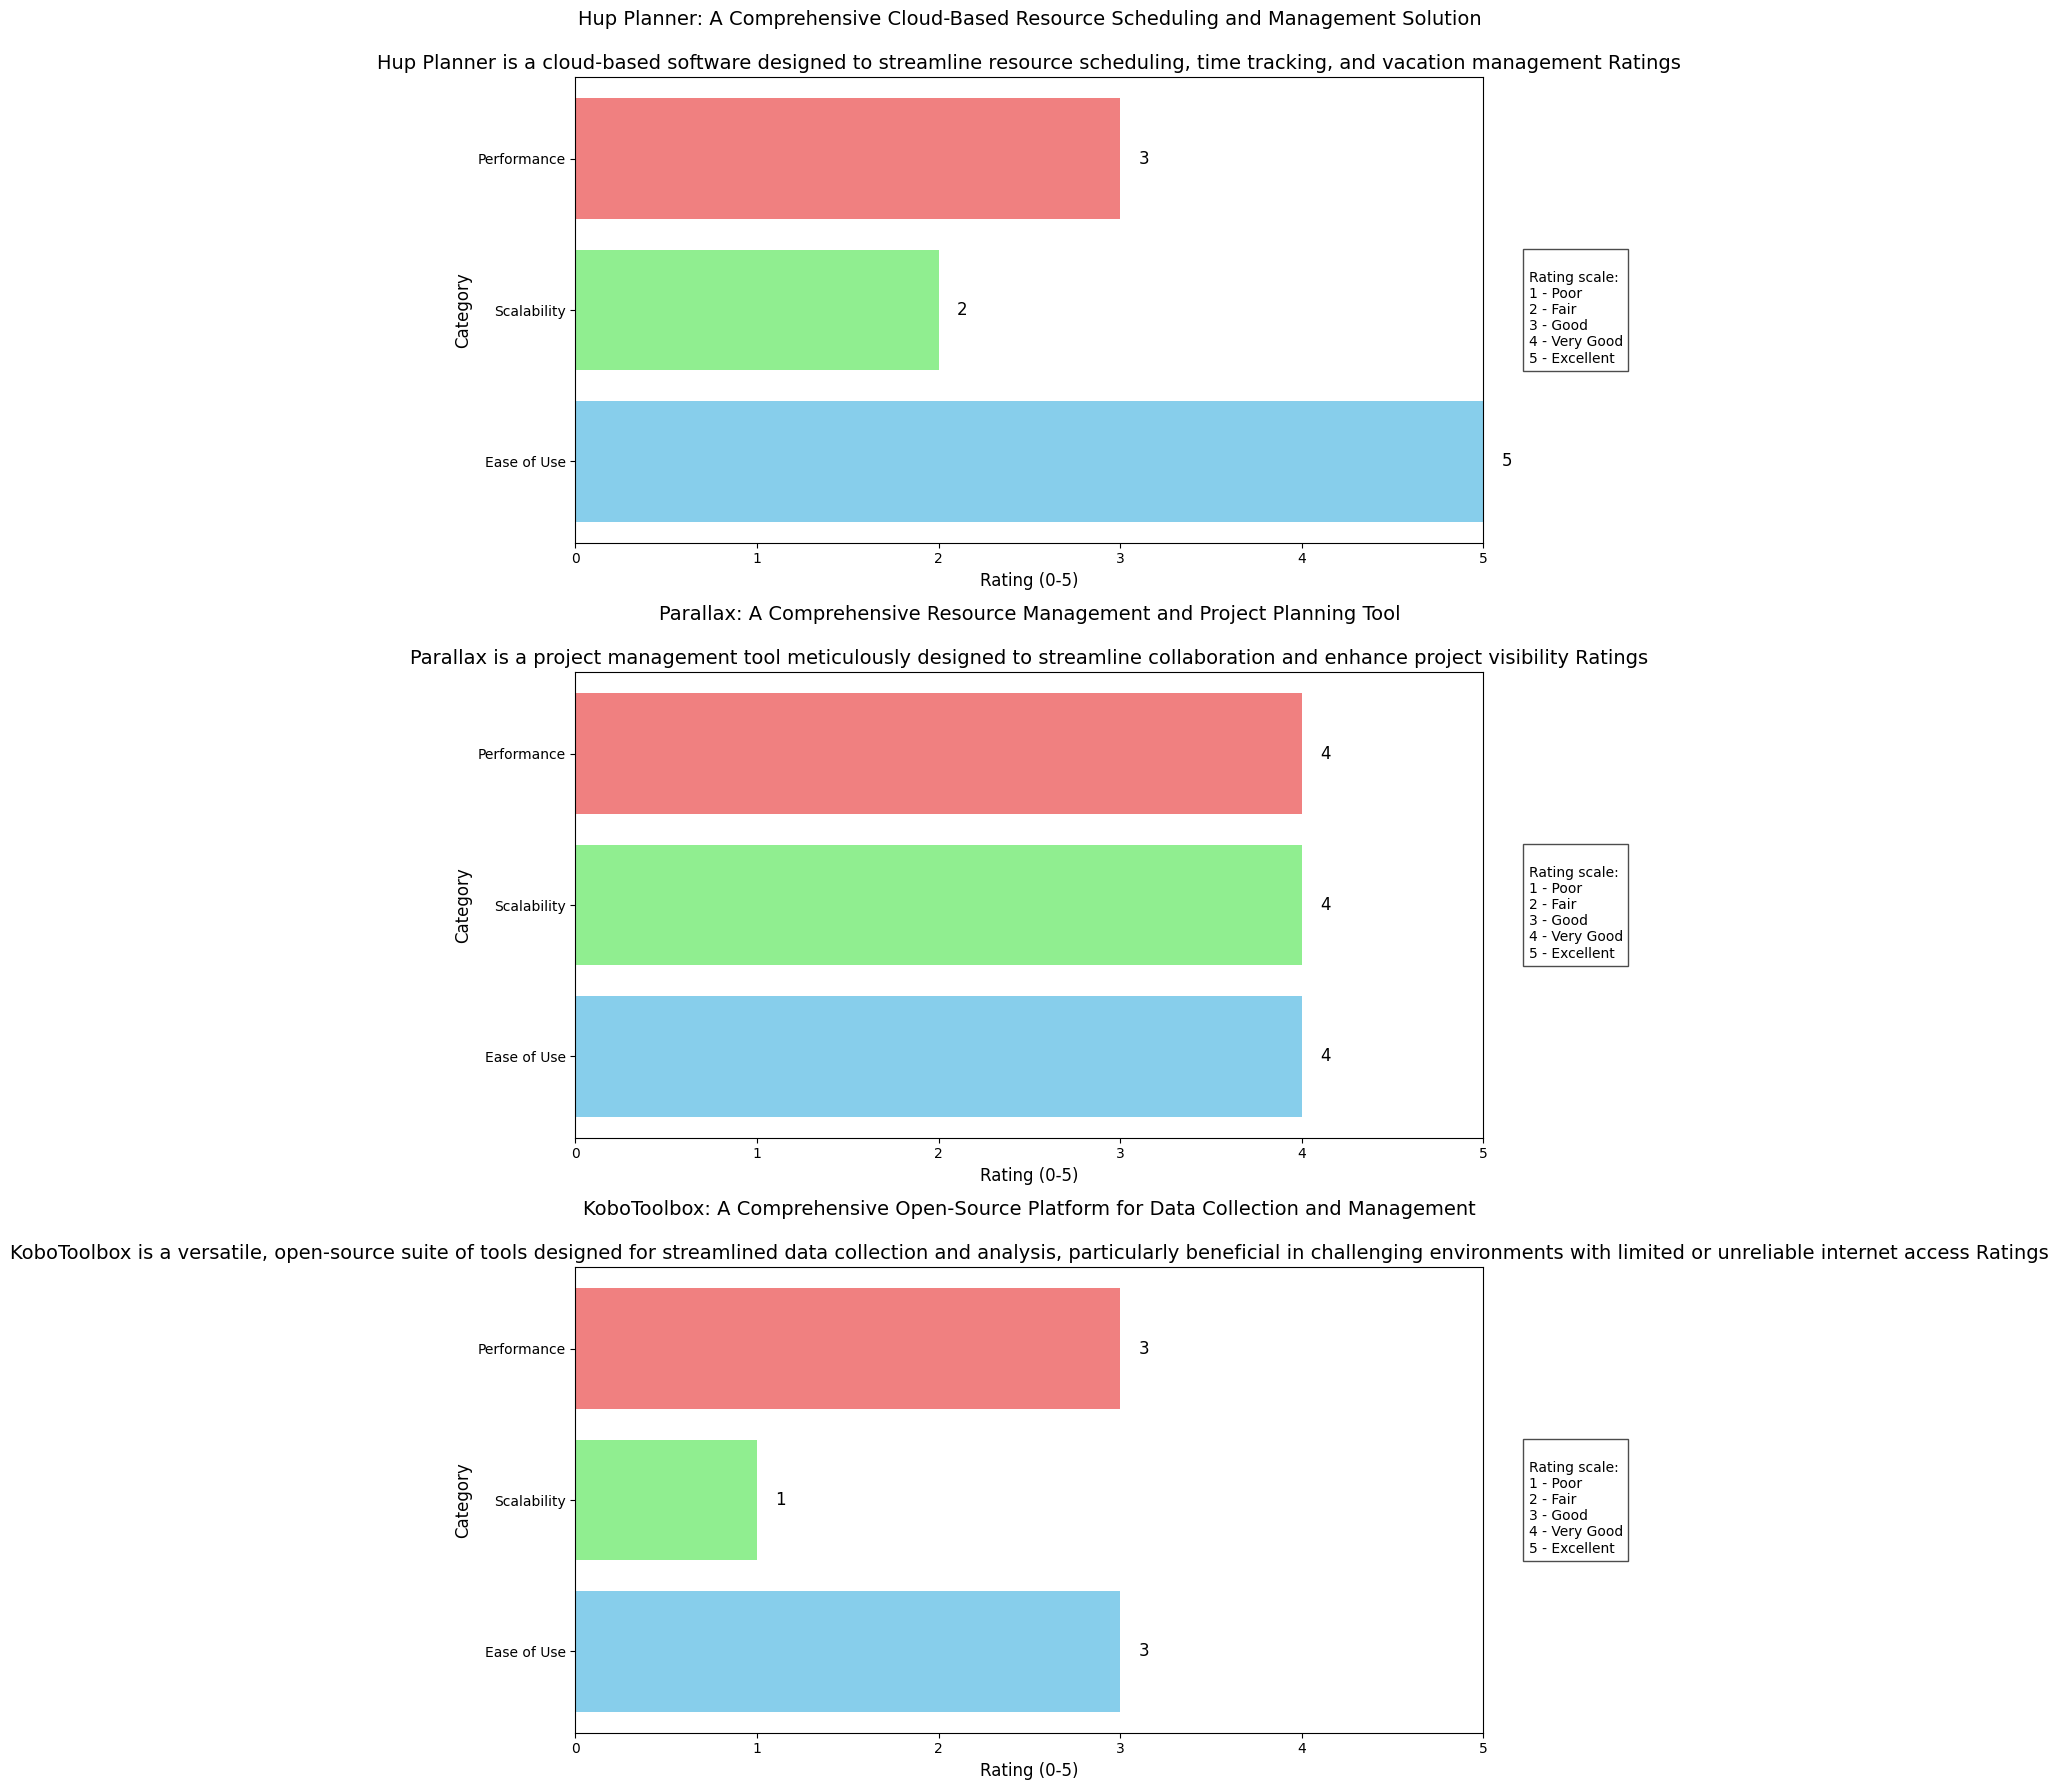 Hup Planner: A Comprehensive Cloud-Based Resource Scheduling and Management Solution
Hup Planner is a cloud-based software designed to streamline resource scheduling, time tracking, and vacation management Ratings
Performance
3
Category
Scalability
2
Ease of Use
5
Rating scale:
1 - Poor
2 - Fair
3 - Good
4 - Very Good
5 - Excellent
0 1 2 3 4 5
Rating (0-5)
Parallax: A Comprehensive Resource Management and Project Planning Tool
Parallax is a project management tool meticulously designed to streamline collaboration and enhance project visibility Ratings
Performance
4
Category
Scalability
4
Ease of Use
4
Rating scale:
1 - Poor
2 - Fair
3 - Good
4 - Very Good
5 - Excellent
0 1 2 3 4 5
Rating (0-5)
KoboToolbox: A Comprehensive Open-Source Platform for Data Collection and Management
KoboToolbox is a versatile, open-source suite of tools designed for streamlined data collection and analysis, particularly beneficial in challenging environments with limited or unreliable internet access Ratings
Performance
3
Category
Scalability
1
Ease of Use
3
Rating scale:
1 - Poor
2 - Fair
3 - Good
4 - Very Good
5 - Excellent
0 1 2 3 4 5
Rating (0-5)